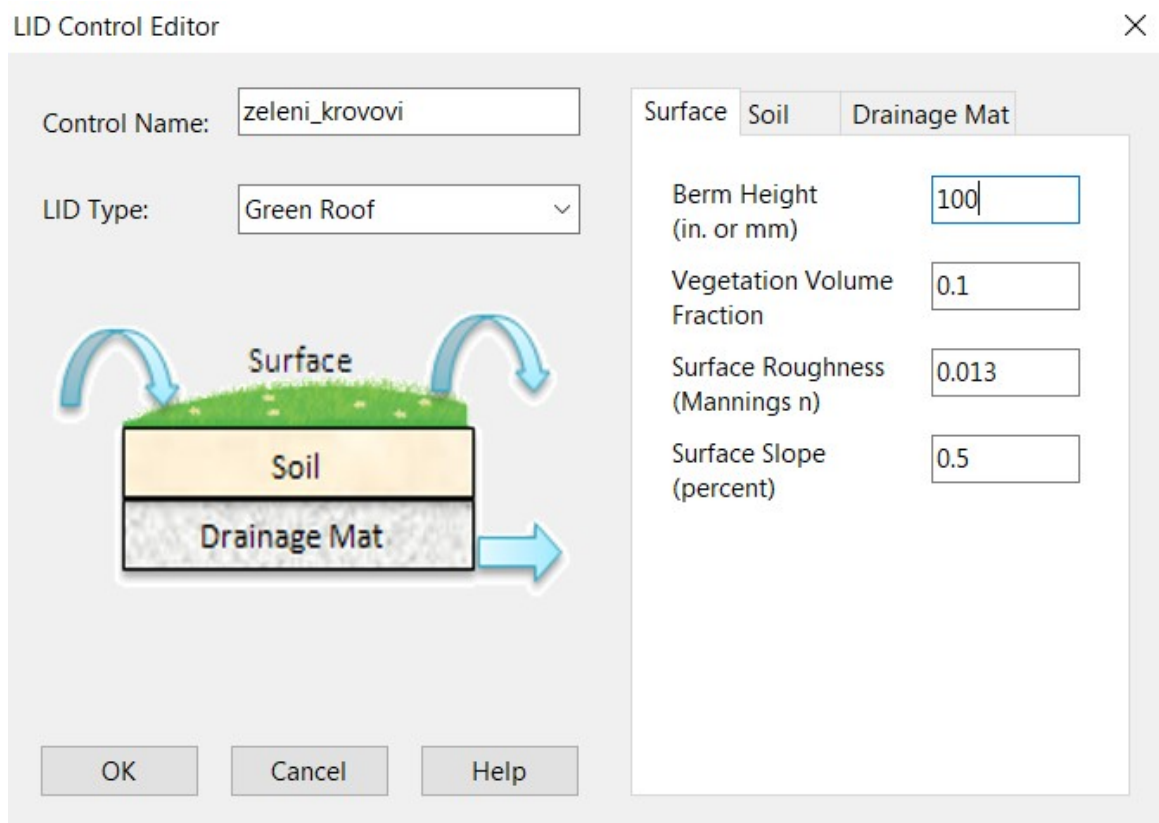 LID Control Editor
Control Name:
zeleni_krovovi
LID Type:
Green Roof
Surface
Soil
Drainage Mat
OK
Cancel
Help
Surface
Soil
Drainage Mat
Berm Height
(in. or mm)
100
Vegetation Volume
Fraction
0.1
Surface Roughness
(Mannings n)
0.013
Surface Slope
(percent)
0.5